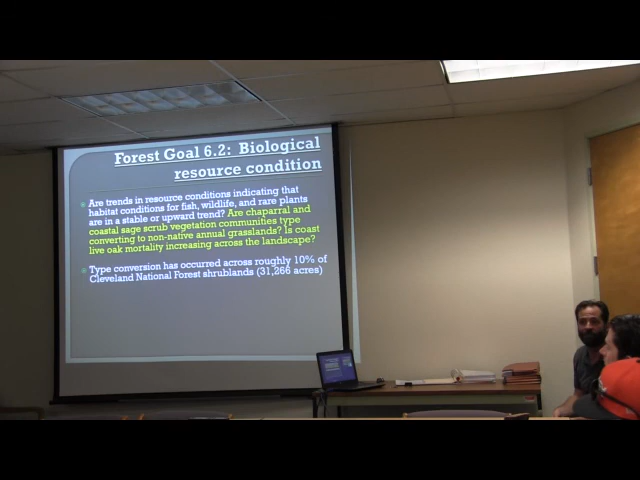 Forest Goal 6.2: Biological
resource condition
Are trends in resource conditions indicating that
habitat conditions for fish, wildlife, and rare plants
are in a stable or upward trend? Are chaparral and
coastal sage scrub vegetation communities type
converting to non-native annual grasslands? Is coast
live oak mortality increasing across the landscape?
Type conversion has occurred across roughly 10% of
Cleveland National Forest shrublands (31,266 acres)